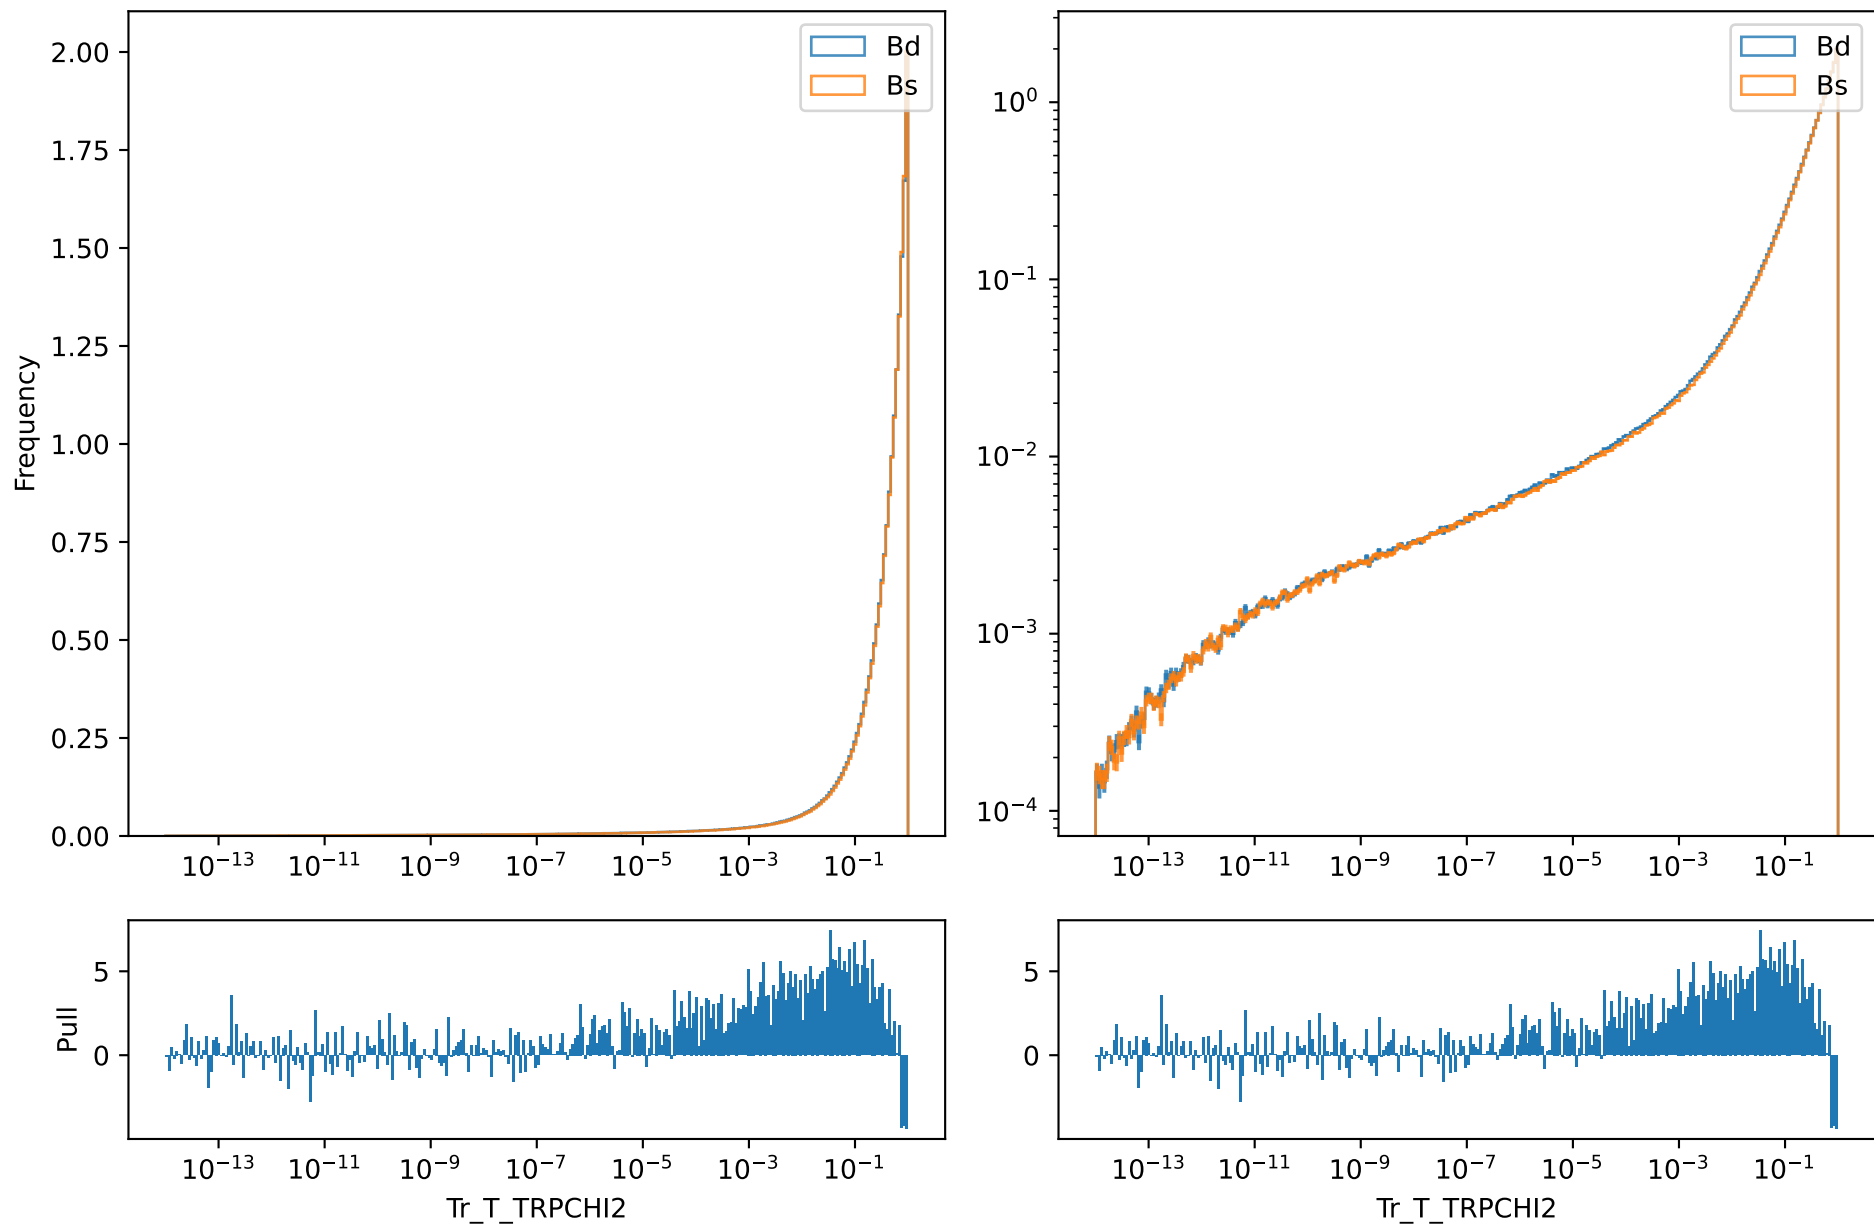 2.00
1.75
1.50
1.25
1.00
0.75
0.50
0.25
0.00
Frequency
Bd
Bs
10⁻¹³ 10⁻¹¹ 10⁻⁹ 10⁻⁷ 10⁻⁵ 10⁻³ 10⁻¹
10⁰
10⁻¹
10⁻²
10⁻³
10⁻⁴
Bd
Bs
10⁻¹³ 10⁻¹¹ 10⁻⁹ 10⁻⁷ 10⁻⁵ 10⁻³ 10⁻¹
5
0
Pull
10⁻¹³ 10⁻¹¹ 10⁻⁹ 10⁻⁷ 10⁻⁵ 10⁻³ 10⁻¹
Tr_T_TRPCHI2
5
0
10⁻¹³ 10⁻¹¹ 10⁻⁹ 10⁻⁷ 10⁻⁵ 10⁻³ 10⁻¹
Tr_T_TRPCHI2